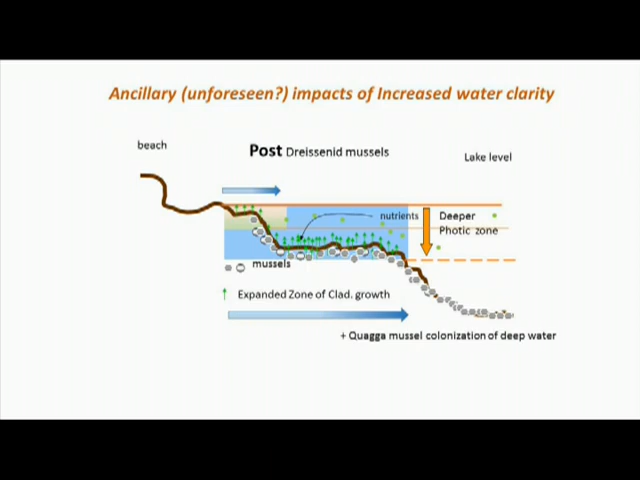 Ancillary (unforeseen?) impacts of Increased water clarity
beach
Post Dreissenid mussels
Lake level
nutrients
Deeper
Photic zone
mussels
Expanded Zone of Clad. growth
+ Quagga mussel colonization of deep water